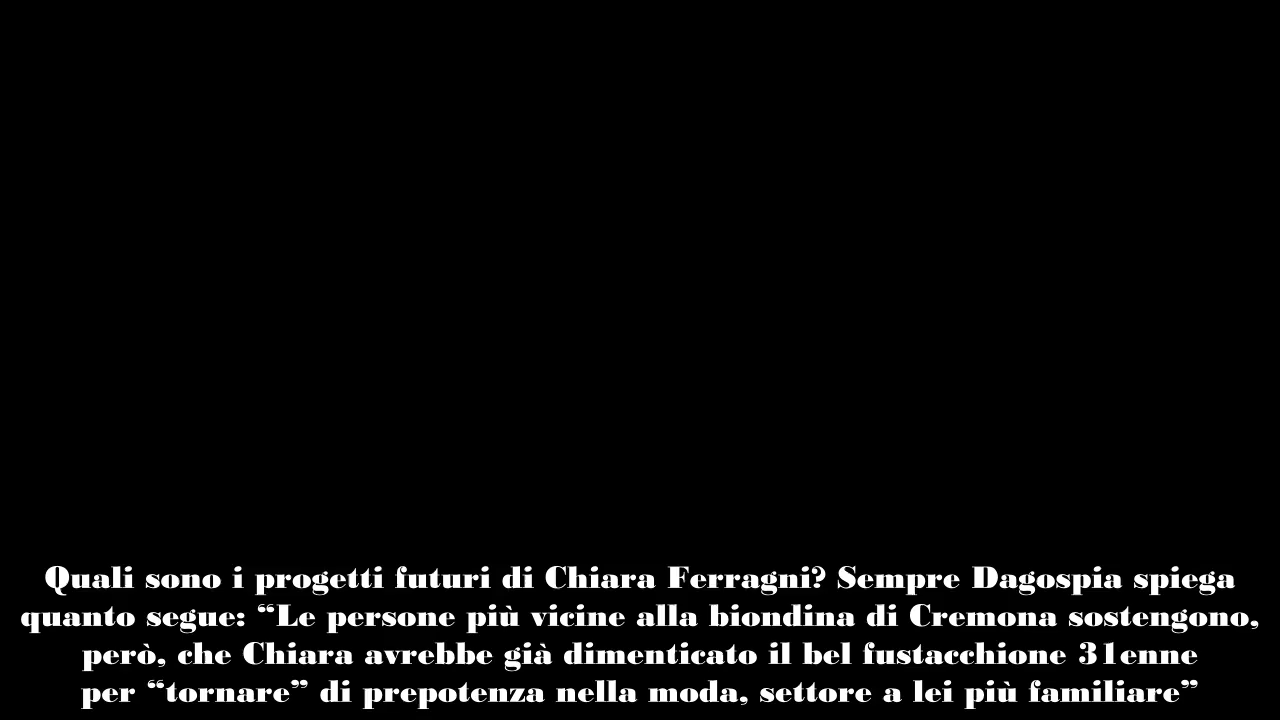 Quali sono i progetti futuri di Chiara Ferragni? Sempre Dagospia spiega
quanto segue: “Le persone più vicine alla biondina di Cremona sostengono,
però, che Chiara avrebbe già dimenticato il bel fustacchione 31enne
per “tornare” di prepotenza nella moda, settore a lei più familiare”